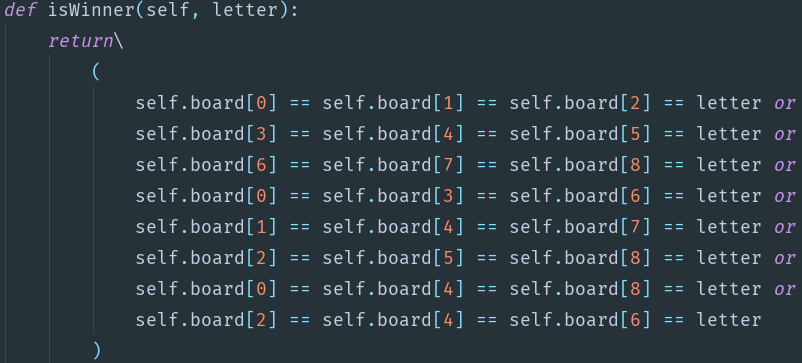 def isWinner(self, letter):
    return\
        (
            self.board[0] == self.board[1] == self.board[2] == letter or
            self.board[3] == self.board[4] == self.board[5] == letter or
            self.board[6] == self.board[7] == self.board[8] == letter or
            self.board[0] == self.board[3] == self.board[6] == letter or
            self.board[1] == self.board[4] == self.board[7] == letter or
            self.board[2] == self.board[5] == self.board[8] == letter or
            self.board[0] == self.board[4] == self.board[8] == letter or
            self.board[2] == self.board[4] == self.board[6] == letter
        )